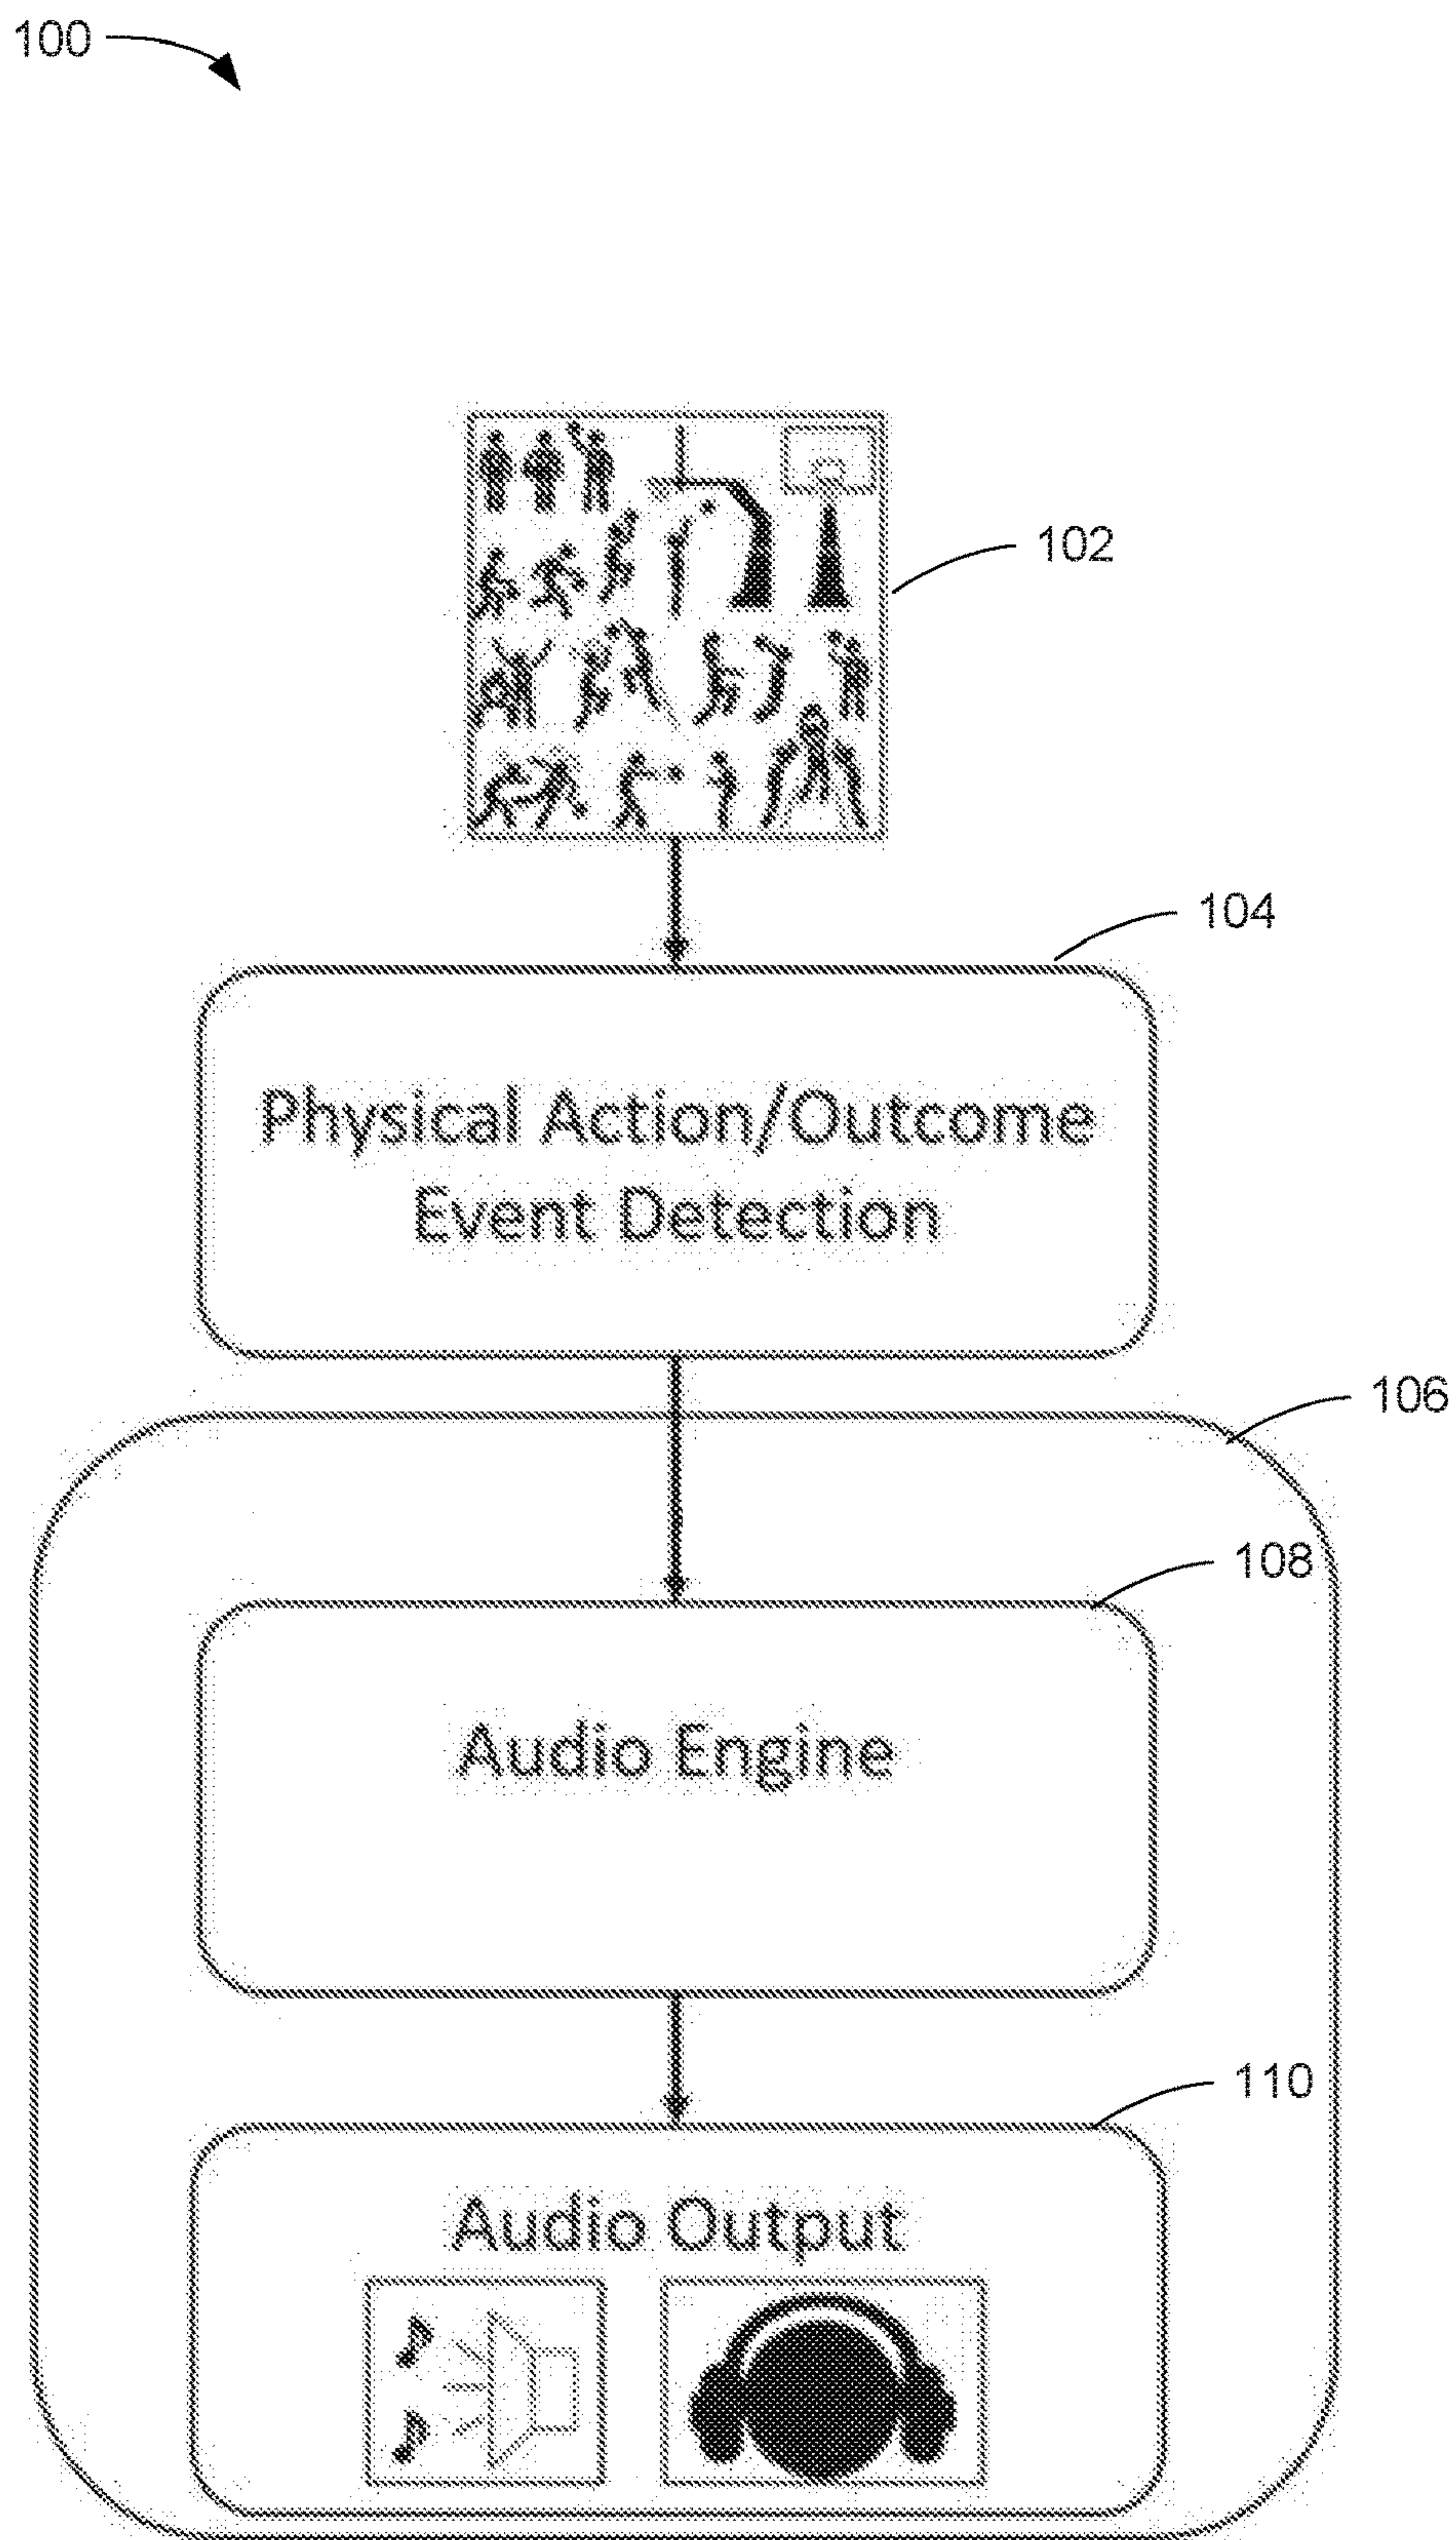 100
102
104
Physical Action/Outcome
Event Detection
106
108
Audio Engine
110
Audio Output